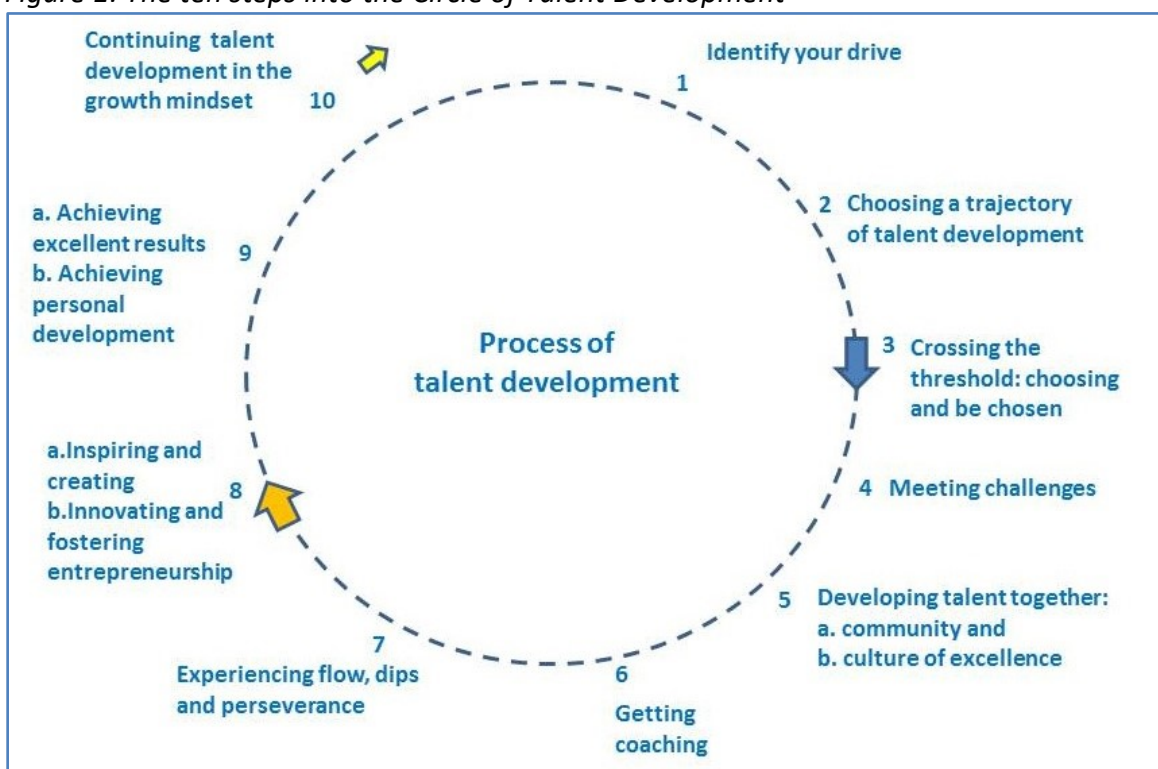 Figure 1: The ten steps into the Circle of Talent Development
Identify your drive
1
2 Choosing a trajectory
of talent development
3 Crossing the
threshold: choosing
and be chosen
4 Meeting challenges
5 Developing talent together:
a. community and
b. culture of excellence
6
Getting
coaching
7
Experiencing flow, dips
and perseverance
a.Inspiring and
creating
8
b.Innovating and
fostering
entrepreneurship
a. Achieving
excellent results
9
b. Achieving
personal
development
Continuing talent
development in the
growth mindset 10
Process of
talent development